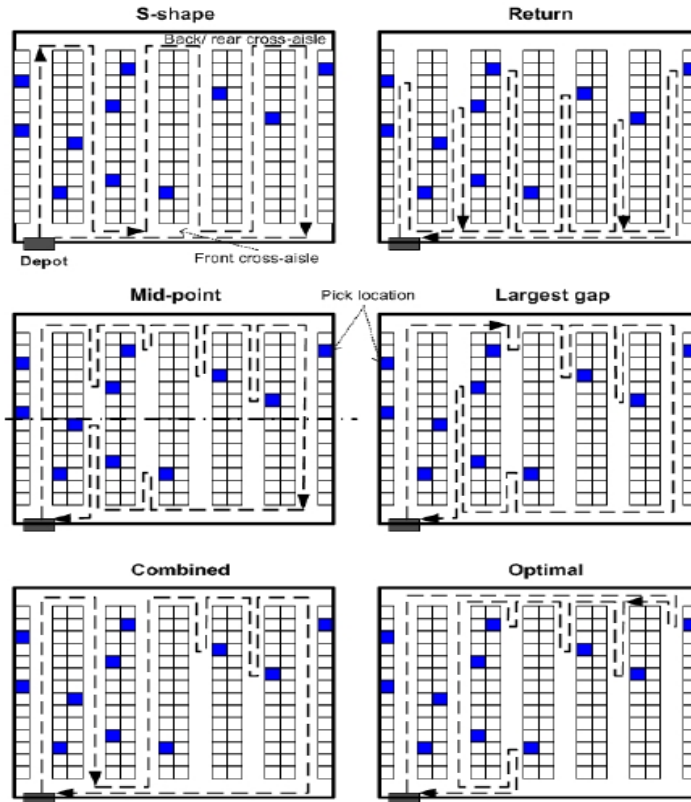 S-shape
Return
Back/ rear cross-aisle
Depot
Front cross-aisle
Mid-point
Pick location
Largest gap
Combined
Optimal